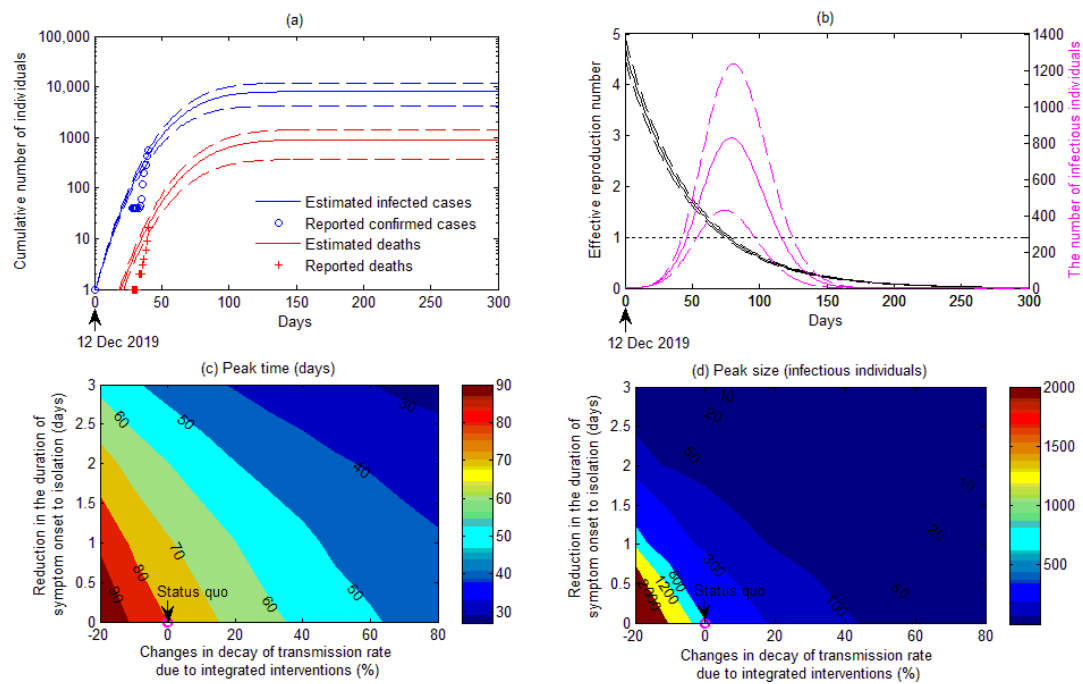 (a)
Cumulative number of individuals
100,000
10,000
1000
100
10
1
0 50 100 150 200 250 300
Days
Estimated infected cases
Reported confirmed cases
Estimated deaths
Reported deaths
12 Dec 2019
(b)
Effective reproduction number
5
4
3
2
1
0
0 50 100 150 200 250 300
Days
1400
1200
1000
800
600
400
200
0
The number of infectious individuals
12 Dec 2019
(c) Peak time (days)
Reduction in the duration of
symptom onset to isolation (days)
3
2.5
2
1.5
1
0.5
0
-20 0 20 40 60 80
Changes in decay of transmission rate
due to integrated interventions (%)
60
50
30
40
70
80
90
60
50
Status quo
90
80
70
60
50
40
30
(d) Peak size (infectious individuals)
Reduction in the duration of
symptom onset to isolation (days)
3
2.5
2
1.5
1
0.5
0
-20 0 20 40 60 80
Changes in decay of transmission rate
due to integrated interventions (%)
10
20
50
10
20
300
800
1200
2000
100
50
Status quo
2000
1500
1000
500